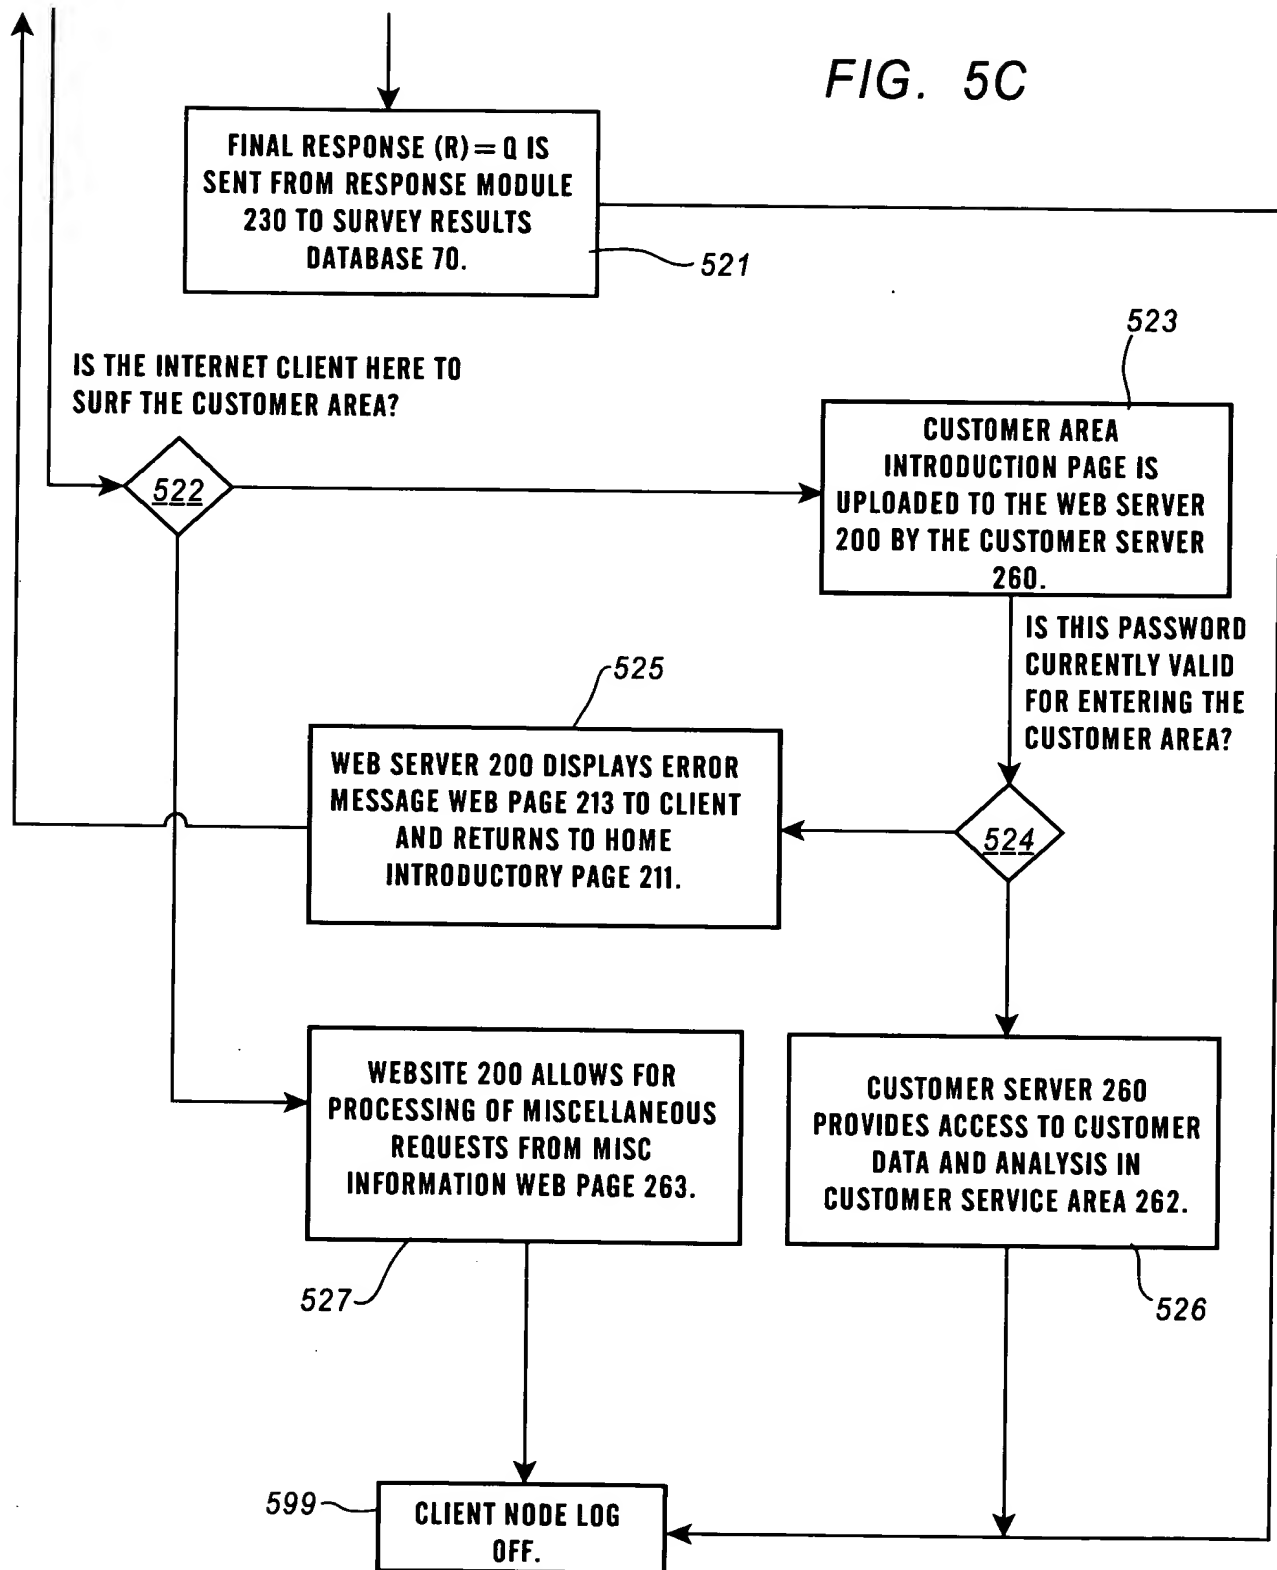 FIG. 5C
FINAL RESPONSE (R)= Q IS
SENT FROM RESPONSE MODULE
230 TO SURVEY RESULTS
DATABASE 70.
521
523
IS THE INTERNET CLIENT HERE TO
SURF THE CUSTOMER AREA?
522
CUSTOMER AREA
INTRODUCTION PAGE IS
UPLOADED TO THE WEB SERVER
200 BY THE CUSTOMER SERVER
260.
IS THIS PASSWORD
CURRENTLY VALID
FOR ENTERING THE
CUSTOMER AREA?
525
WEB SERVER 200 DISPLAYS ERROR
MESSAGE WEB PAGE 213 TO CLIENT
AND RETURNS TO HOME
INTRODUCTORY PAGE 211.
524
WEBSITE 200 ALLOWS FOR
PROCESSING OF MISCELLANEOUS
REQUESTS FROM MISC
INFORMATION WEB PAGE 263.
527
CUSTOMER SERVER 260
PROVIDES ACCESS TO CUSTOMER
DATA AND ANALYSIS IN
CUSTOMER SERVICE AREA 262.
526
599
CLIENT NODE LOG
OFF.